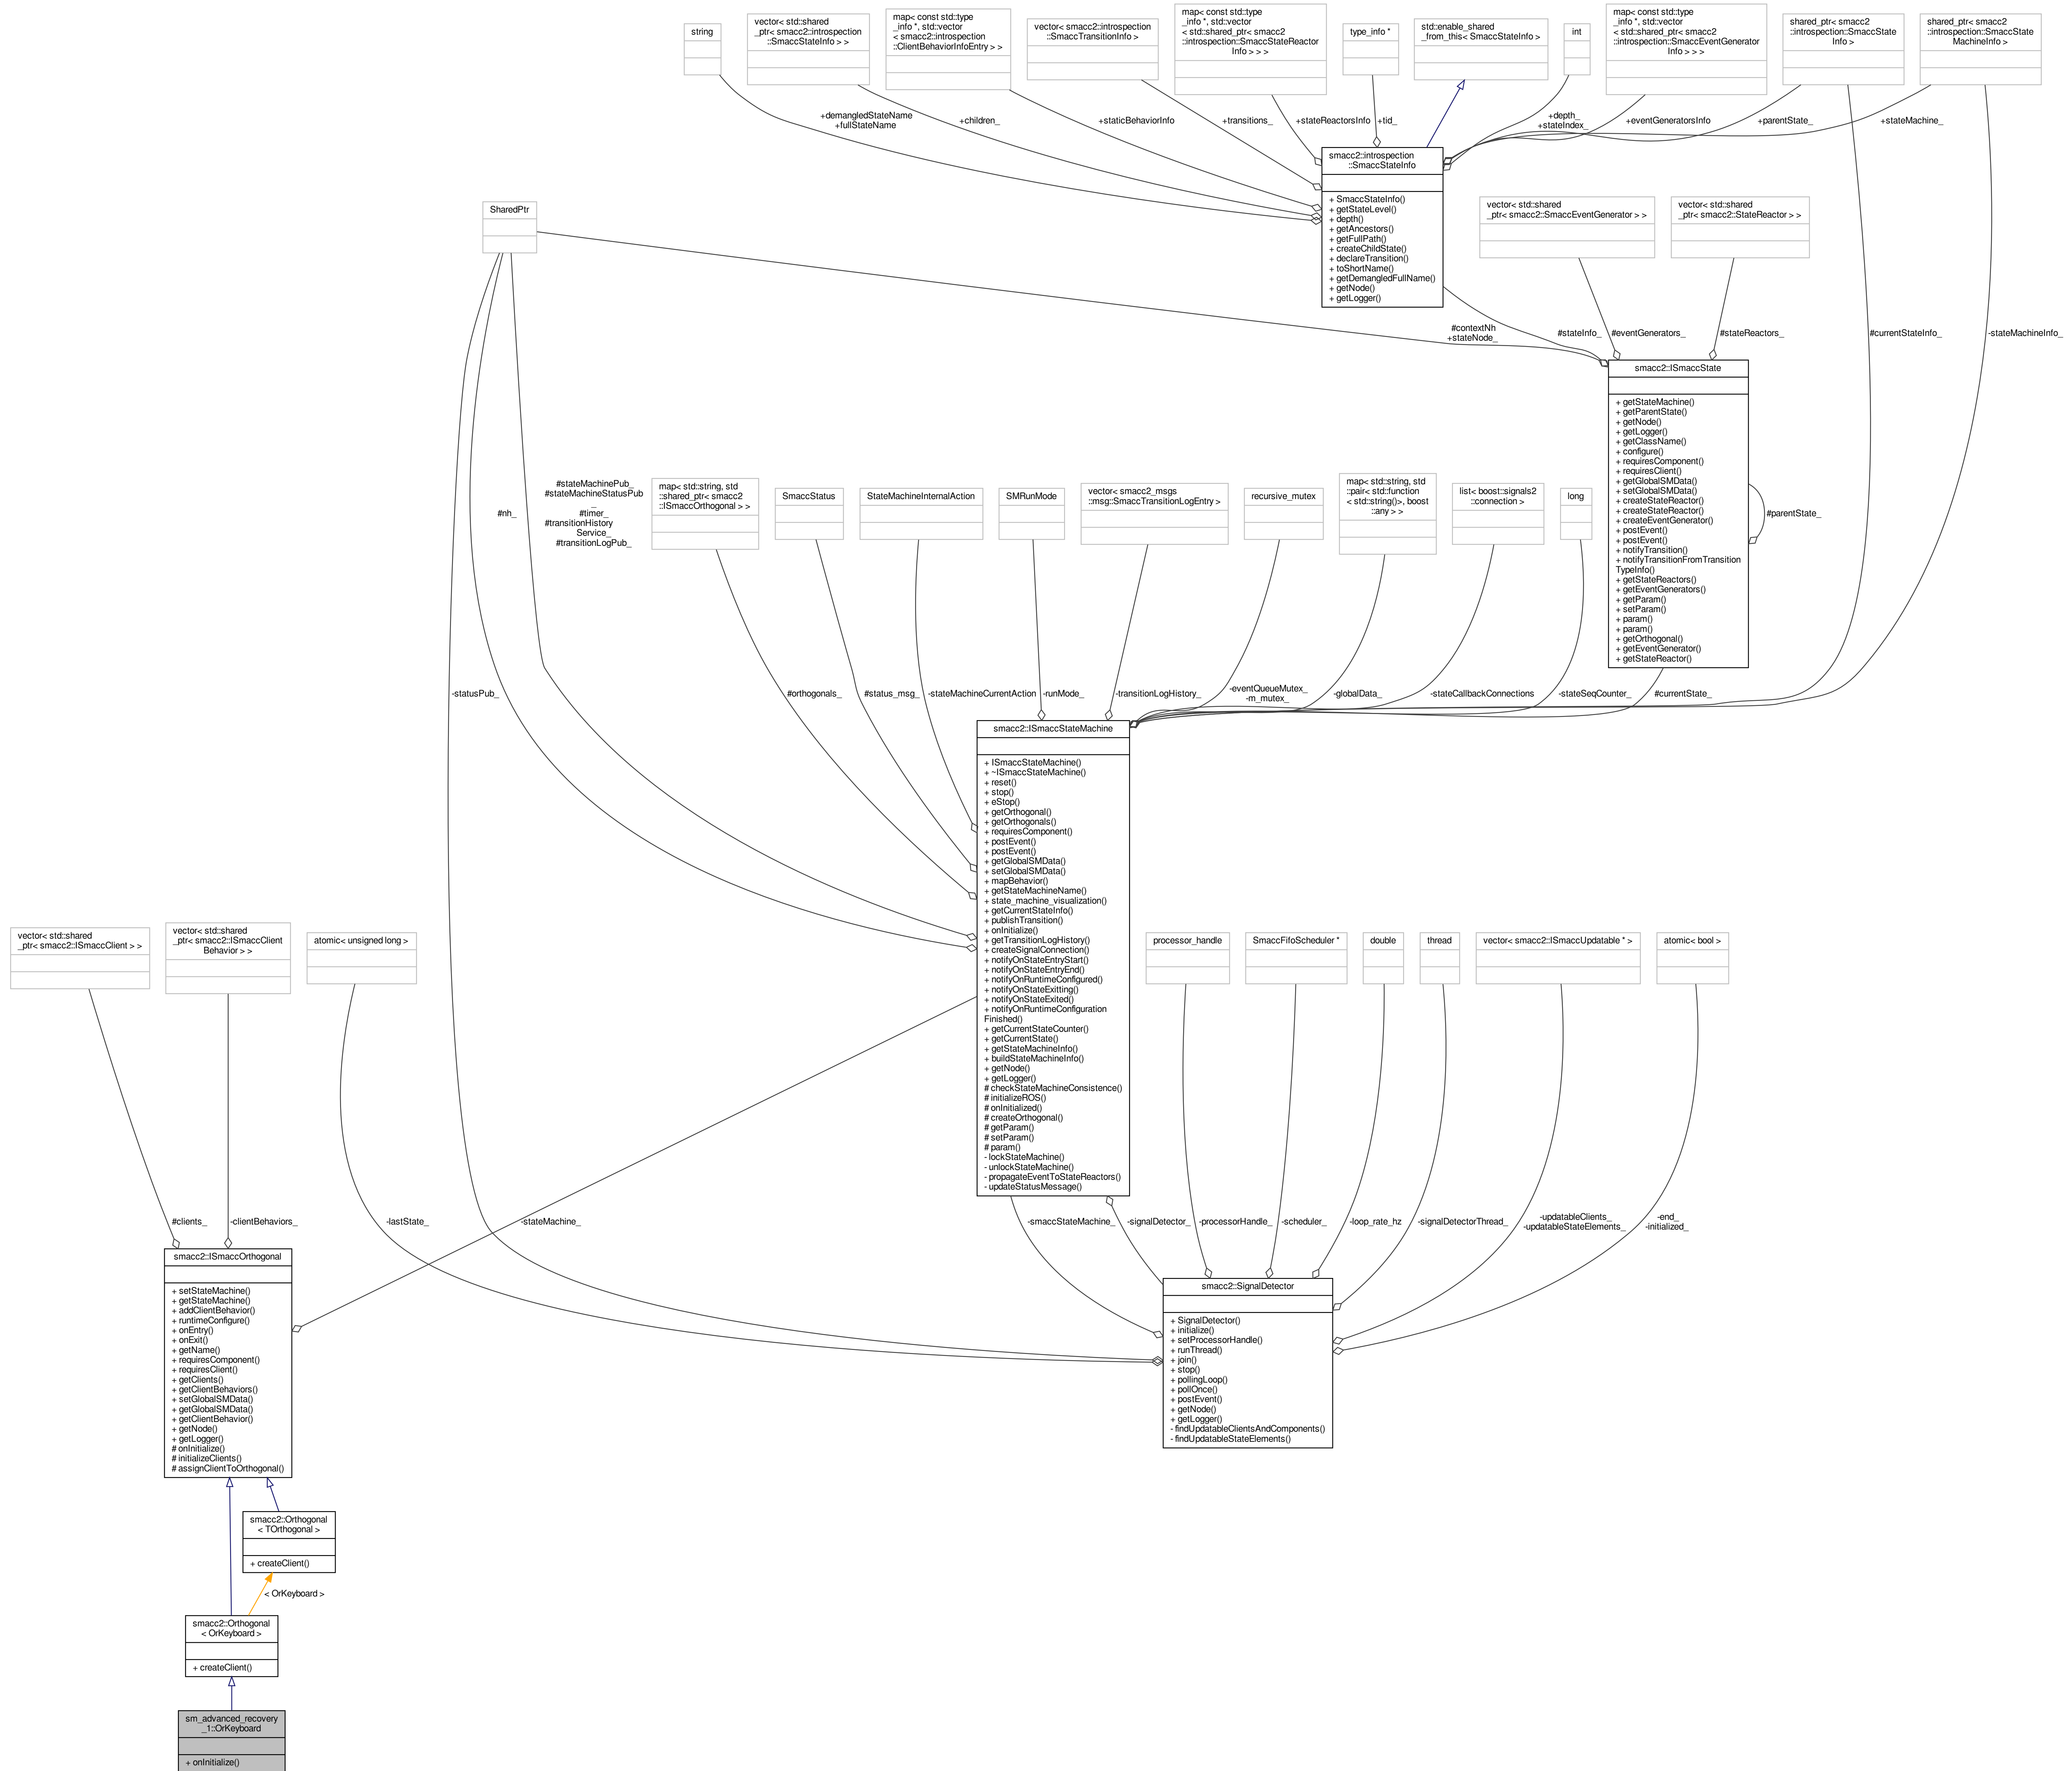 string
vector< std::shared
_ptr< smacc2::introspection
::SmaccStateInfo > >
map< const std::type
_info *, std::vector
< smacc2::introspection
::ClientBehaviorInfoEntry > >
vector< smacc2::introspection
::SmaccTransitionInfo >
map< const std::type
_info *, std::vector
< std::shared_ptr< smacc2
::introspection::SmaccStateReactor
Info > > >
type_info *
std::enable_shared
_from_this< SmaccStateInfo >
int
map< const std::type
_info *, std::vector
< std::shared_ptr< smacc2
::introspection::SmaccEventGenerator
Info > > >
shared_ptr< smacc2
::introspection::SmaccState
Info >
shared_ptr< smacc2
::introspection::SmaccState
MachineInfo >
+demangledStateName
+fullStateName
+children_
+staticBehaviorInfo
+transitions_
+stateReactorsInfo
+tid_
+depth_
+stateIndex_
+eventGeneratorsInfo
+parentState_
+stateMachine_
smacc2::introspection
::SmaccStateInfo
+ SmaccStateInfo()
+ getStateLevel()
+ depth()
+ getAncestors()
+ getFullPath()
+ createChildState()
+ declareTransition()
+ toShortName()
+ getDemangledFullName()
+ getNode()
+ getLogger()
SharedPtr
vector< std::shared
_ptr< smacc2::SmaccEventGenerator > >
vector< std::shared
_ptr< smacc2::StateReactor > >
#contextNh
+stateNode_
#stateInfo_
#eventGenerators_
#stateReactors_
#currentStateInfo_
-stateMachineInfo_
smacc2::ISmaccState
+ getStateMachine()
+ getParentState()
+ getNode()
+ getLogger()
+ getClassName()
+ configure()
+ requiresComponent()
+ requiresClient()
+ getGlobalSMData()
+ setGlobalSMData()
+ createStateReactor()
+ createStateReactor()
+ createEventGenerator()
+ postEvent()
+ postEvent()
+ notifyTransition()
+ notifyTransitionFromTransition
TypeInfo()
+ getStateReactors()
+ getEventGenerators()
+ getParam()
+ setParam()
+ param()
+ param()
+ getOrthogonal()
+ getEventGenerator()
+ getStateReactor()
#parentState_
#nh_
#stateMachinePub_
#stateMachineStatusPub
_
#timer_
#transitionHistory
Service_
#transitionLogPub_
map< std::string, std
::shared_ptr< smacc2
::ISmaccOrthogonal > >
SmaccStatus
StateMachineInternalAction
SMRunMode
vector< smacc2_msgs
::msg::SmaccTransitionLogEntry >
recursive_mutex
map< std::string, std
::pair< std::function
< std::string()>, boost
::any > >
list< boost::signals2
::connection >
long
-statusPub_
#orthogonals_
#status_msg_
-stateMachineCurrentAction
-runMode_
-transitionLogHistory_
-eventQueueMutex_
-m_mutex_
-globalData_
-stateCallbackConnections
-stateSeqCounter_
#currentState_
smacc2::ISmaccStateMachine
+ ISmaccStateMachine()
+ ~ISmaccStateMachine()
+ reset()
+ stop()
+ eStop()
+ getOrthogonal()
+ getOrthogonals()
+ requiresComponent()
+ postEvent()
+ postEvent()
+ getGlobalSMData()
+ setGlobalSMData()
+ mapBehavior()
+ getStateMachineName()
+ state_machine_visualization()
+ getCurrentStateInfo()
+ publishTransition()
+ onInitialize()
+ getTransitionLogHistory()
+ createSignalConnection()
+ notifyOnStateEntryStart()
+ notifyOnStateEntryEnd()
+ notifyOnRuntimeConfigured()
+ notifyOnStateExitting()
+ notifyOnStateExited()
+ notifyOnRuntimeConfiguration
Finished()
+ getCurrentStateCounter()
+ getCurrentState()
+ getStateMachineInfo()
+ buildStateMachineInfo()
+ getNode()
+ getLogger()
# checkStateMachineConsistence()
# initializeROS()
# onInitialized()
# createOrthogonal()
# getParam()
# setParam()
# param()
- lockStateMachine()
- unlockStateMachine()
- propagateEventToStateReactors()
- updateStatusMessage()
vector< std::shared
_ptr< smacc2::ISmaccClient > >
vector< std::shared
_ptr< smacc2::ISmaccClient
Behavior > >
atomic< unsigned long >
processor_handle
SmaccFifoScheduler *
double
thread
vector< smacc2::ISmaccUpdatable * >
atomic< bool >
#clients_
-clientBehaviors_
-lastState_
-stateMachine_
-smaccStateMachine_
-signalDetector_
-processorHandle_
-scheduler_
-loop_rate_hz
-signalDetectorThread_
-updatableClients_
-updatableStateElements_
-end_
-initialized_
smacc2::ISmaccOrthogonal
+ setStateMachine()
+ getStateMachine()
+ addClientBehavior()
+ runtimeConfigure()
+ onEntry()
+ onExit()
+ getName()
+ requiresComponent()
+ requiresClient()
+ getClients()
+ getClientBehaviors()
+ setGlobalSMData()
+ getGlobalSMData()
+ getClientBehavior()
+ getNode()
+ getLogger()
# onInitialize()
# initializeClients()
# assignClientToOrthogonal()
smacc2::SignalDetector
+ SignalDetector()
+ initialize()
+ setProcessorHandle()
+ runThread()
+ join()
+ stop()
+ pollingLoop()
+ pollOnce()
+ postEvent()
+ getNode()
+ getLogger()
- findUpdatableClientsAndComponents()
- findUpdatableStateElements()
smacc2::Orthogonal
< TOrthogonal >
+ createClient()
< OrKeyboard >
smacc2::Orthogonal
< OrKeyboard >
+ createClient()
sm_advanced_recovery
_1::OrKeyboard
+ onInitialize()